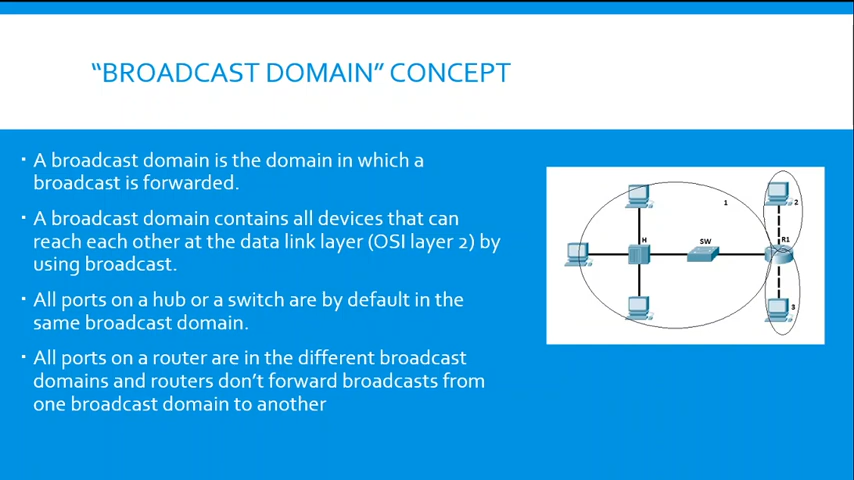 “BROADCAST DOMAIN” CONCEPT
▪ A broadcast domain is the domain in which a
broadcast is forwarded.
▪ A broadcast domain contains all devices that can
reach each other at the data link layer (OSI layer 2) by
using broadcast.
▪ All ports on a hub or a switch are by default in the
same broadcast domain.
▪ All ports on a router are in the different broadcast
domains and routers don’t forward broadcasts from
one broadcast domain to another
1
2
H
SW
R1
3